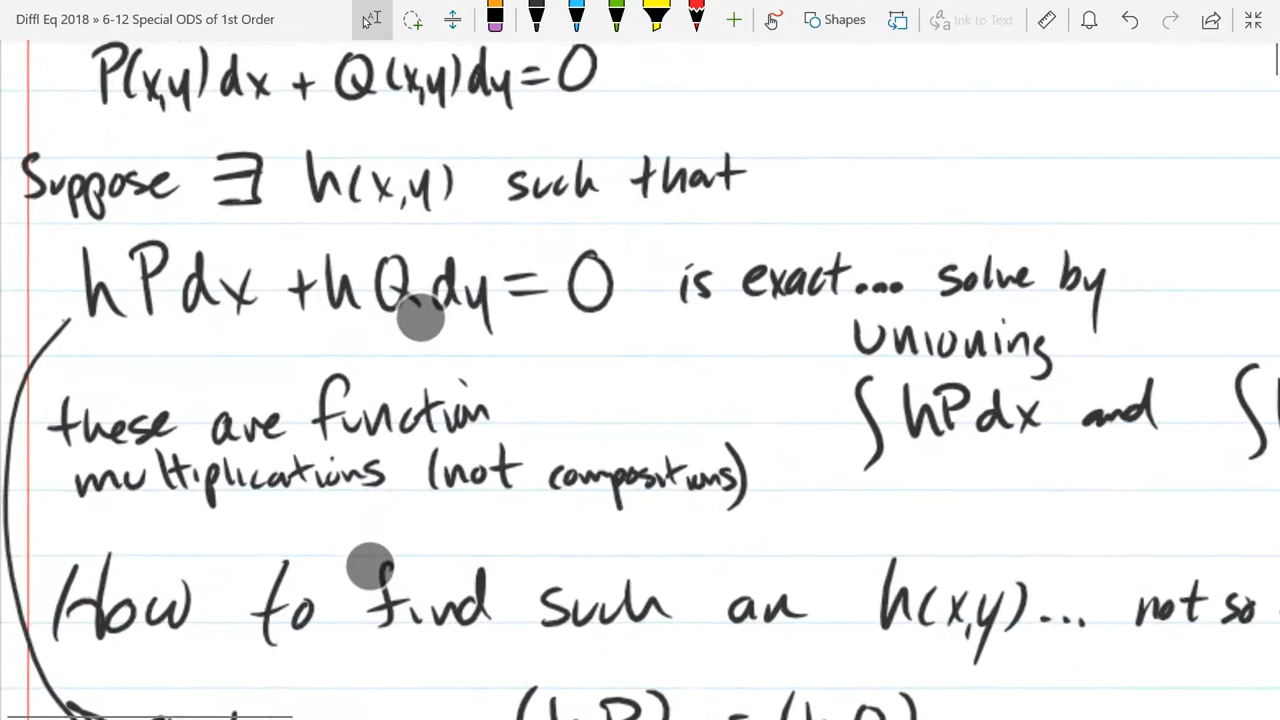 Diffl Eq 2018 » 6-12 Special ODS of 1st Order
Shapes
Ink to Text
P(x,y)dx + Q(x,y)dy=0
Suppose ∃ h(x,y) such that
hPdx +hQdy=0 is exact... solve by
unioning
∫hPdx and ∫
these are function
multiplications (not compositions)
How to find such an h(x,y)... not so